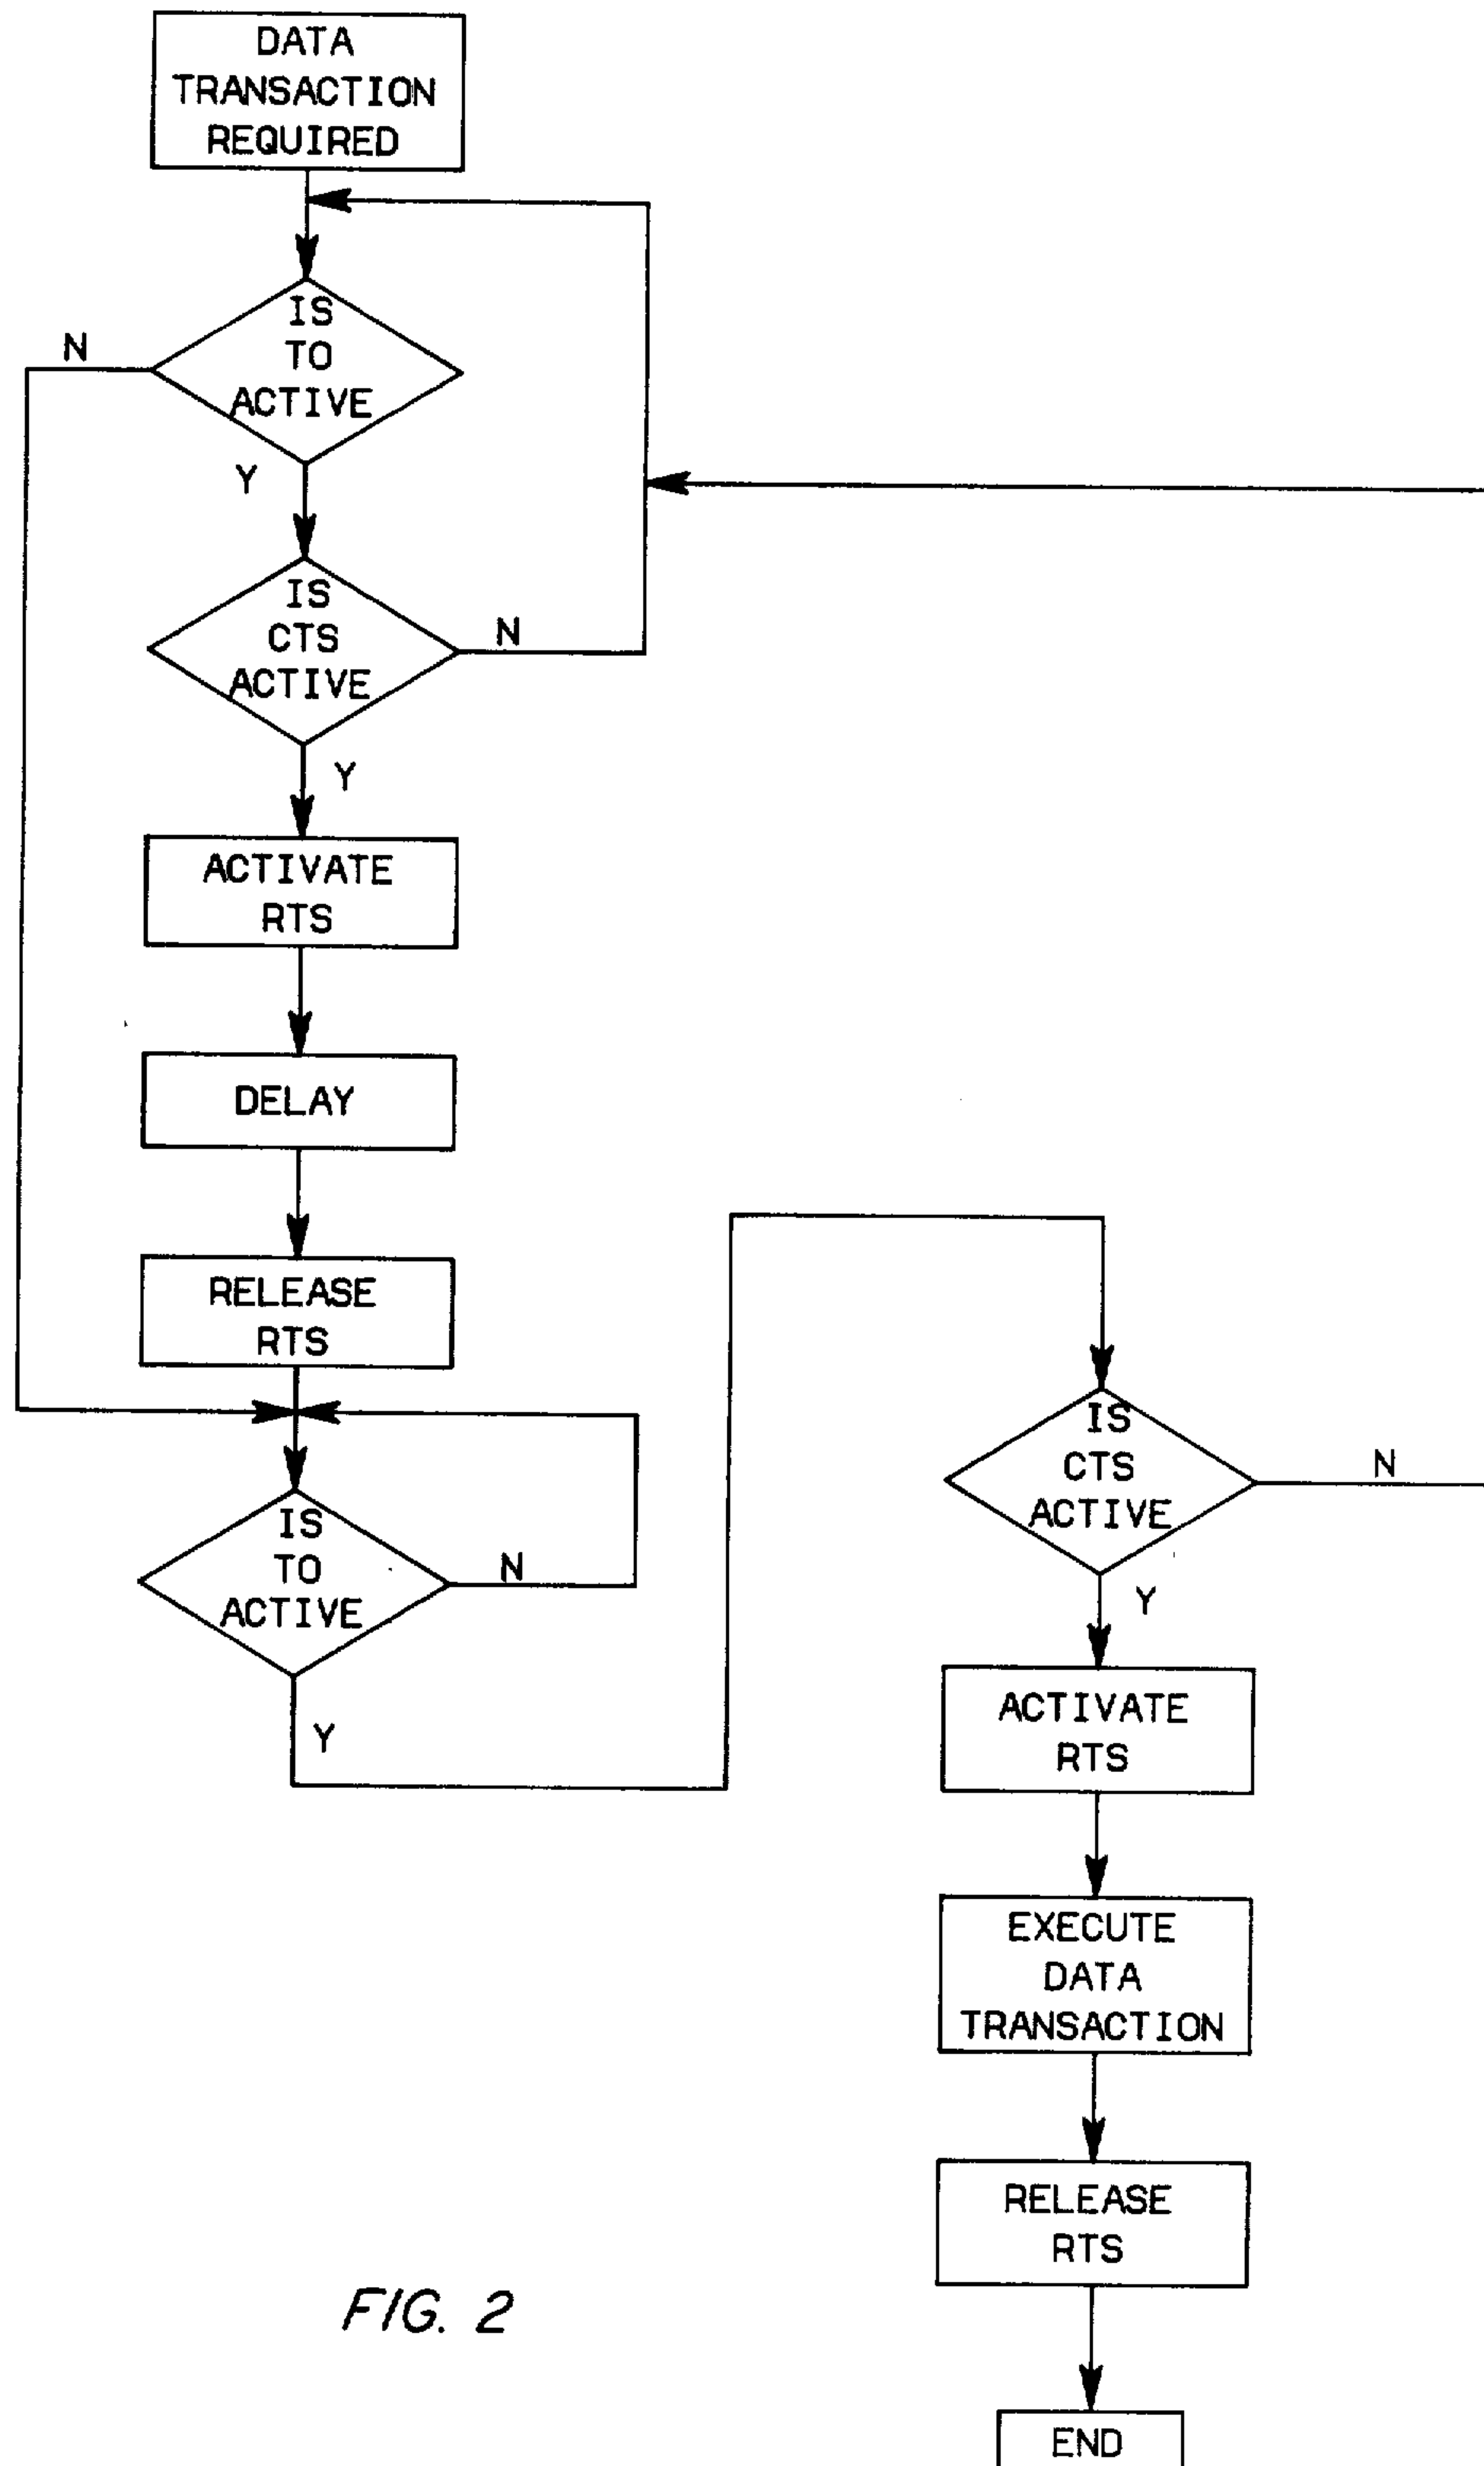 DATA
TRANSACTION
REQUIRED
IS
TO
ACTIVE
N
Y
IS
CTS
ACTIVE
N
Y
ACTIVATE
RTS
DELAY
RELEASE
RTS
IS
TO
ACTIVE
N
Y
IS
CTS
ACTIVE
N
Y
ACTIVATE
RTS
EXECUTE
DATA
TRANSACTION
RELEASE
RTS
END
FIG. 2